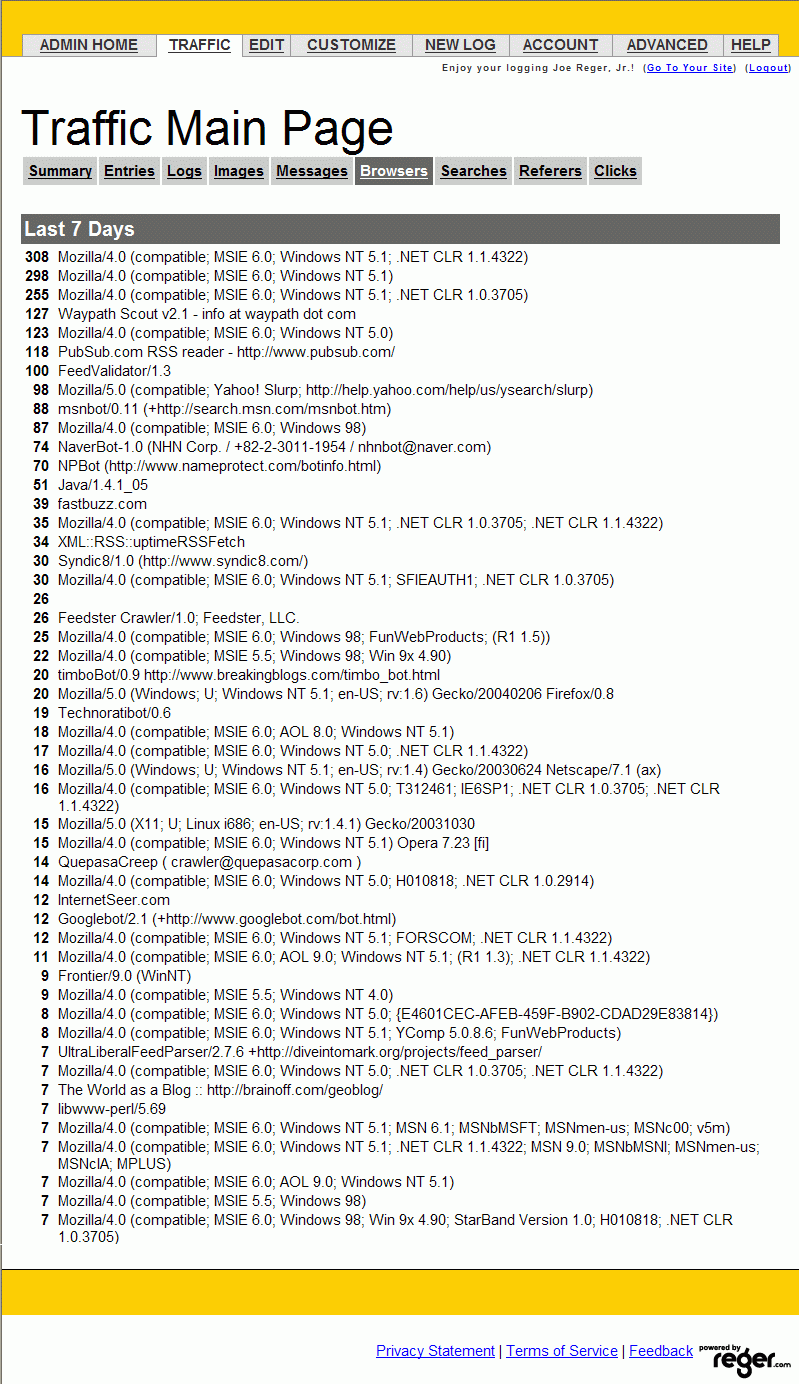 ADMIN HOME TRAFFIC EDIT CUSTOMIZE NEW LOG ACCOUNT ADVANCED HELP
Enjoy your logging Joe Reger, Jr.! (Go To Your Site) (Logout)
Traffic Main Page
Summary Entries Logs Images Messages Browsers Searches Referers Clicks
Last 7 Days
308 Mozilla/4.0 (compatible; MSIE 6.0; Windows NT 5.1; .NET CLR 1.1.4322)
298 Mozilla/4.0 (compatible; MSIE 6.0; Windows NT 5.1)
255 Mozilla/4.0 (compatible; MSIE 6.0; Windows NT 5.1; .NET CLR 1.0.3705)
127 Waypath Scout v2.1 - info at waypath dot com
123 Mozilla/4.0 (compatible; MSIE 6.0; Windows NT 5.0)
118 PubSub.com RSS reader - http://www.pubsub.com/
100 FeedValidator/1.3
98 Mozilla/5.0 (compatible; Yahoo! Slurp; http://help.yahoo.com/help/us/ysearch/slurp)
88 msnbot/0.11 (+http://search.msn.com/msnbot.htm)
87 Mozilla/4.0 (compatible; MSIE 6.0; Windows 98)
74 NaverBot-1.0 (NHN Corp. / +82-2-3011-1954 / nhnbot@naver.com)
70 NPBot (http://www.nameprotect.com/botinfo.html)
51 Java/1.4.1_05
39 fastbuzz.com
35 Mozilla/4.0 (compatible; MSIE 6.0; Windows NT 5.1; .NET CLR 1.0.3705; .NET CLR 1.1.4322)
34 XML::RSS::uptimeRSSFetch
30 Syndic8/1.0 (http://www.syndic8.com/)
30 Mozilla/4.0 (compatible; MSIE 6.0; Windows NT 5.1; SFIEAUTH1; .NET CLR 1.0.3705)
26
26 Feedster Crawler/1.0; Feedster, LLC.
25 Mozilla/4.0 (compatible; MSIE 6.0; Windows 98; FunWebProducts; (R1 1.5))
22 Mozilla/4.0 (compatible; MSIE 5.5; Windows 98; Win 9x 4.90)
20 timboBot/0.9 http://www.breakingblogs.com/timbo_bot.html
20 Mozilla/5.0 (Windows; U; Windows NT 5.1; en-US; rv:1.6) Gecko/20040206 Firefox/0.8
19 Technoratibot/0.6
18 Mozilla/4.0 (compatible; MSIE 6.0; AOL 8.0; Windows NT 5.1)
17 Mozilla/4.0 (compatible; MSIE 6.0; Windows NT 5.0; .NET CLR 1.1.4322)
16 Mozilla/5.0 (Windows; U; Windows NT 5.1; en-US; rv:1.4) Gecko/20030624 Netscape/7.1 (ax)
16 Mozilla/4.0 (compatible; MSIE 6.0; Windows NT 5.0; T312461; IE6SP1; .NET CLR 1.0.3705; .NET CLR
1.1.4322)
15 Mozilla/5.0 (X11; U; Linux i686; en-US; rv:1.4.1) Gecko/20031030
15 Mozilla/4.0 (compatible; MSIE 6.0; Windows NT 5.1) Opera 7.23 [fi]
14 QuepasaCreep ( crawler@quepasacorp.com )
14 Mozilla/4.0 (compatible; MSIE 6.0; Windows NT 5.0; H010818; .NET CLR 1.0.2914)
12 InternetSeer.com
12 Googlebot/2.1 (+http://www.googlebot.com/bot.html)
12 Mozilla/4.0 (compatible; MSIE 6.0; Windows NT 5.1; FORSCOM; .NET CLR 1.1.4322)
11 Mozilla/4.0 (compatible; MSIE 6.0; AOL 9.0; Windows NT 5.1; (R1 1.3); .NET CLR 1.1.4322)
9 Frontier/9.0 (WinNT)
9 Mozilla/4.0 (compatible; MSIE 5.5; Windows NT 4.0)
8 Mozilla/4.0 (compatible; MSIE 6.0; Windows NT 5.0; {E4601CEC-AFEB-459F-B902-CDAD29E83814})
8 Mozilla/4.0 (compatible; MSIE 6.0; Windows NT 5.1; YComp 5.0.8.6; FunWebProducts)
7 UltraLiberalFeedParser/2.7.6 +http://diveintomark.org/projects/feed_parser/
7 Mozilla/4.0 (compatible; MSIE 6.0; Windows NT 5.0; .NET CLR 1.0.3705; .NET CLR 1.1.4322)
7 The World as a Blog :: http://brainoff.com/geoblog/
7 libwww-perl/5.69
7 Mozilla/4.0 (compatible; MSIE 6.0; Windows NT 5.1; MSN 6.1; MSNbMSFT; MSNmen-us; MSNc00; v5m)
7 Mozilla/4.0 (compatible; MSIE 6.0; Windows NT 5.1; .NET CLR 1.1.4322; MSN 9.0; MSNbMSNI; MSNmen-us;
MSNcIA; MPLUS)
7 Mozilla/4.0 (compatible; MSIE 6.0; AOL 9.0; Windows NT 5.1)
7 Mozilla/4.0 (compatible; MSIE 5.5; Windows 98)
7 Mozilla/4.0 (compatible; MSIE 6.0; Windows 98; Win 9x 4.90; StarBand Version 1.0; H010818; .NET CLR
1.0.3705)
Privacy Statement | Terms of Service | Feedback powered by reger.com